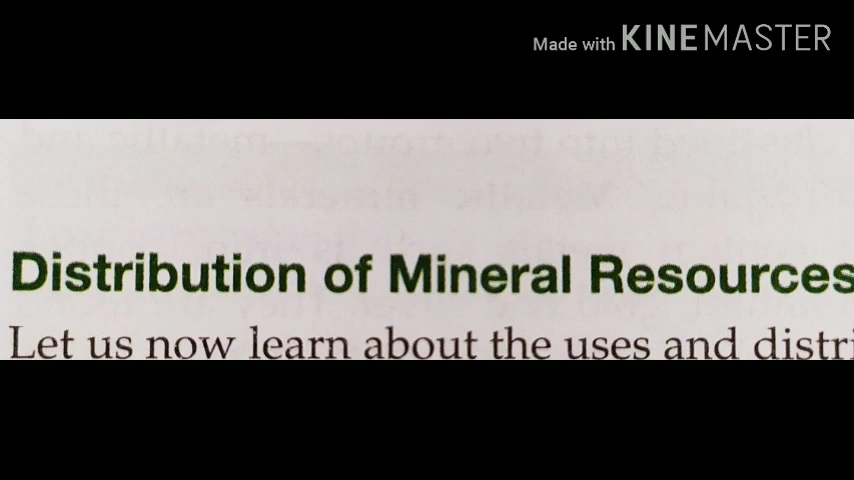 Made with KINEMASTER
Distribution of Mineral Resources
Let us now learn about the uses and distri